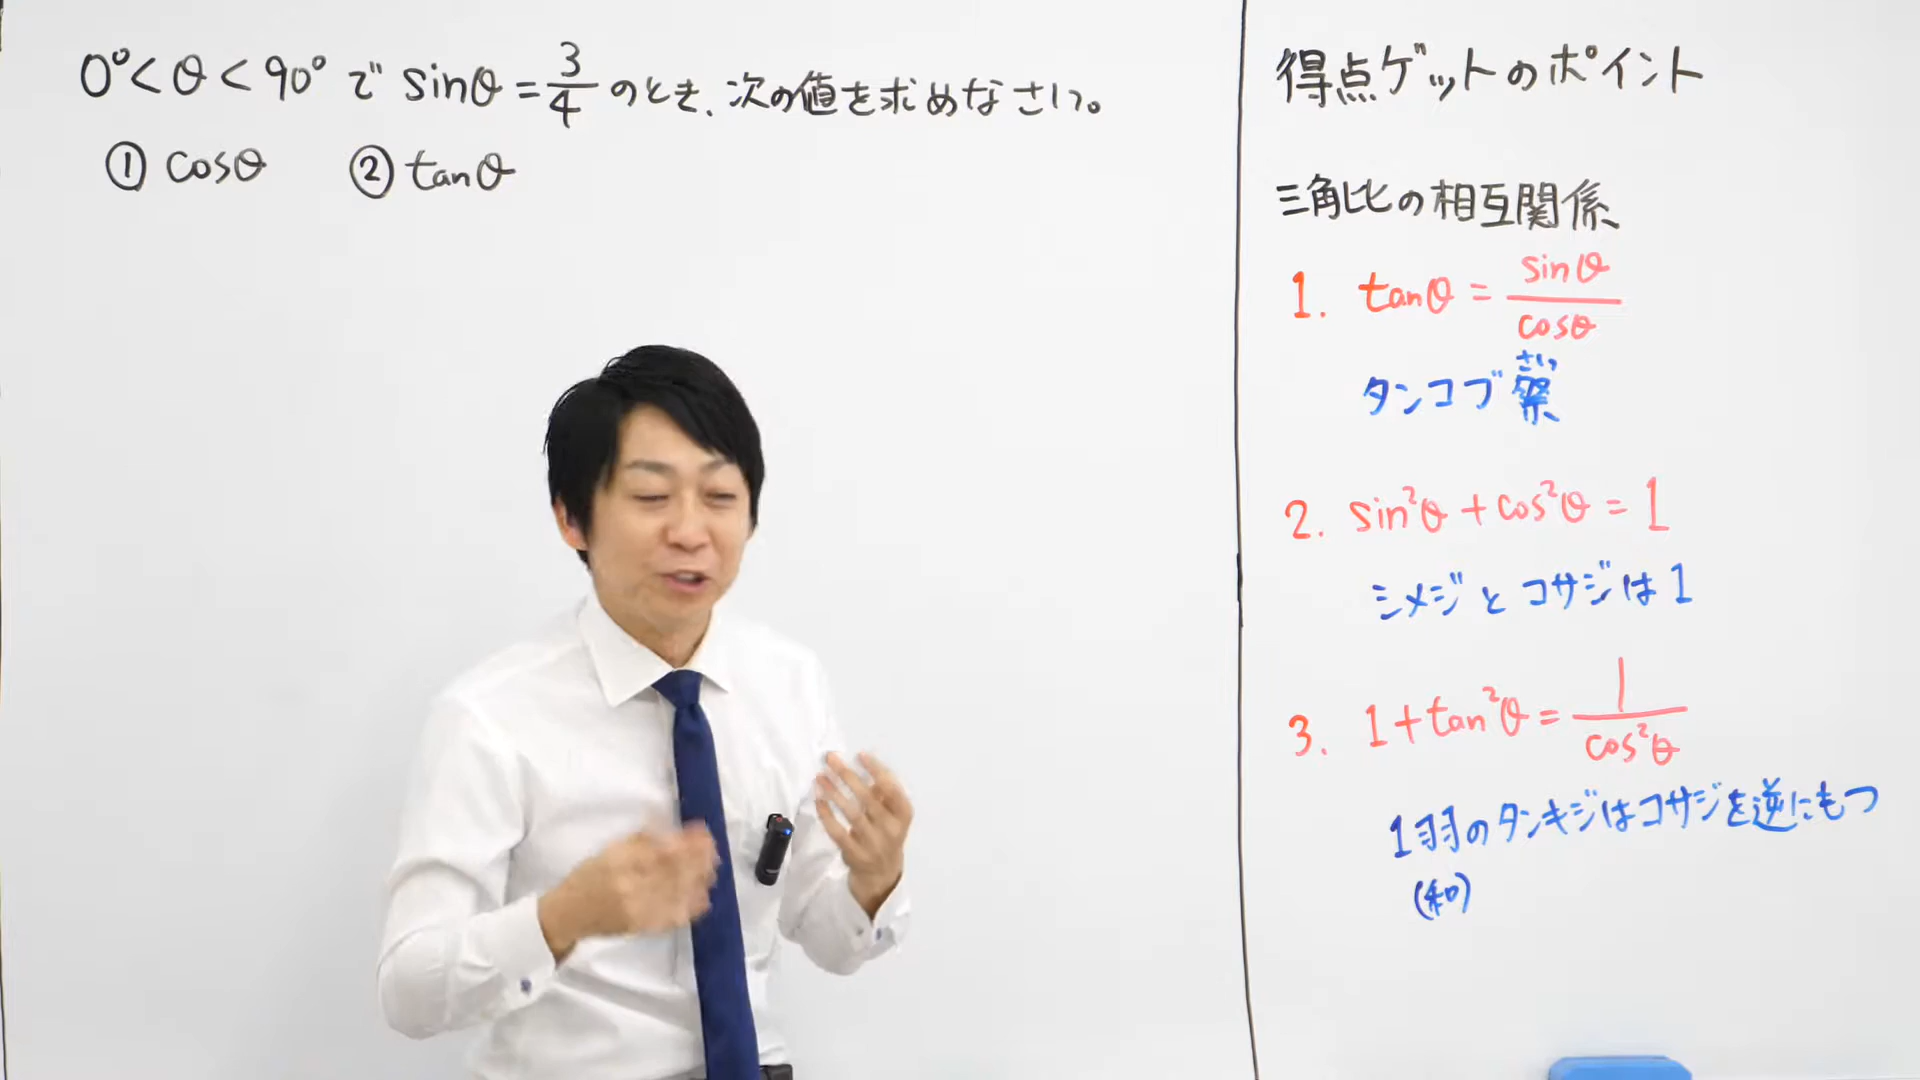 0°<θ<90°で sinθ=3/4 のとき、次の値を求めなさい。
① cosθ ② tanθ
得点ゲットのポイント
三角比の相互関係
1. tanθ = sinθ/cosθ
さいっ
タンコブ 祭
2. sin²θ + cos²θ = 1
シメジとコサジは1
3. 1+tan²θ = 1/cos²θ
1羽のタンキジはコサジを逆にもつ
(和)